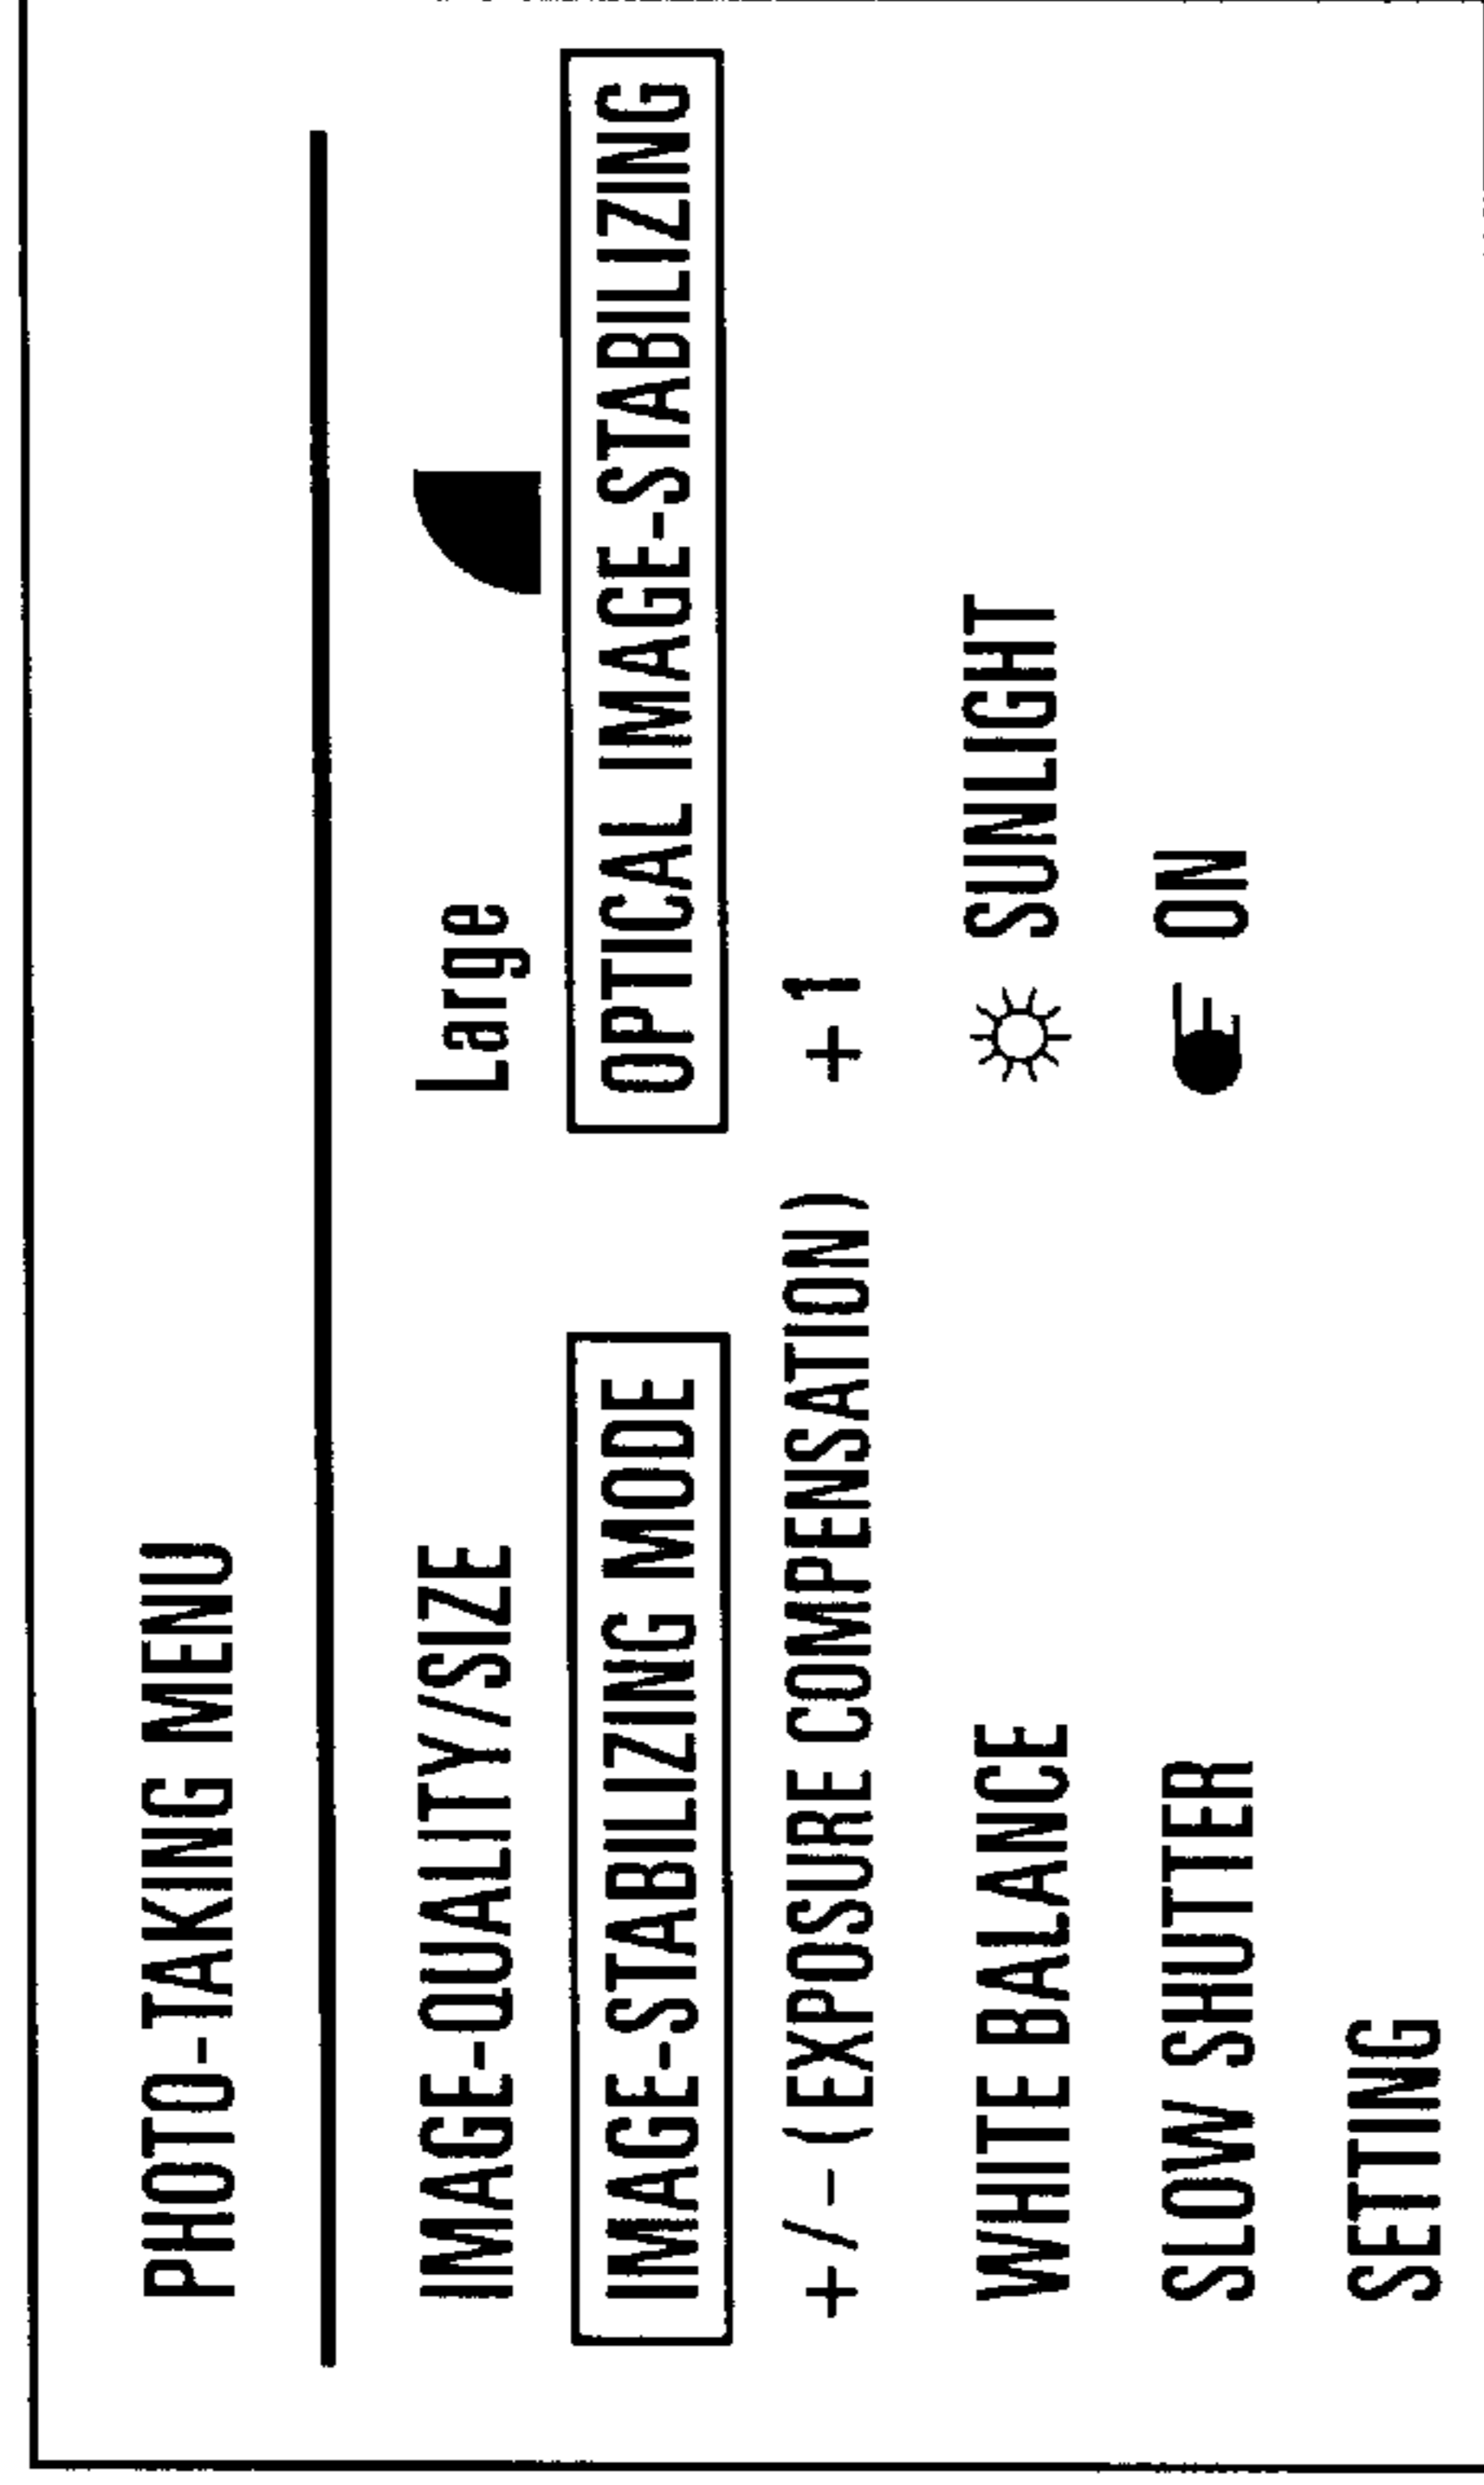 PHOTO-TAKING MENU
IMAGE-QUALITY/SIZE Large
IMAGE-STABILIZING MODE OPTICAL IMAGE-STABILIZING
+/- (EXPOSURE COMPENSATION) +1
WHITE BALANCE SUNLIGHT
SLOW SHUTTER ON
SETTING